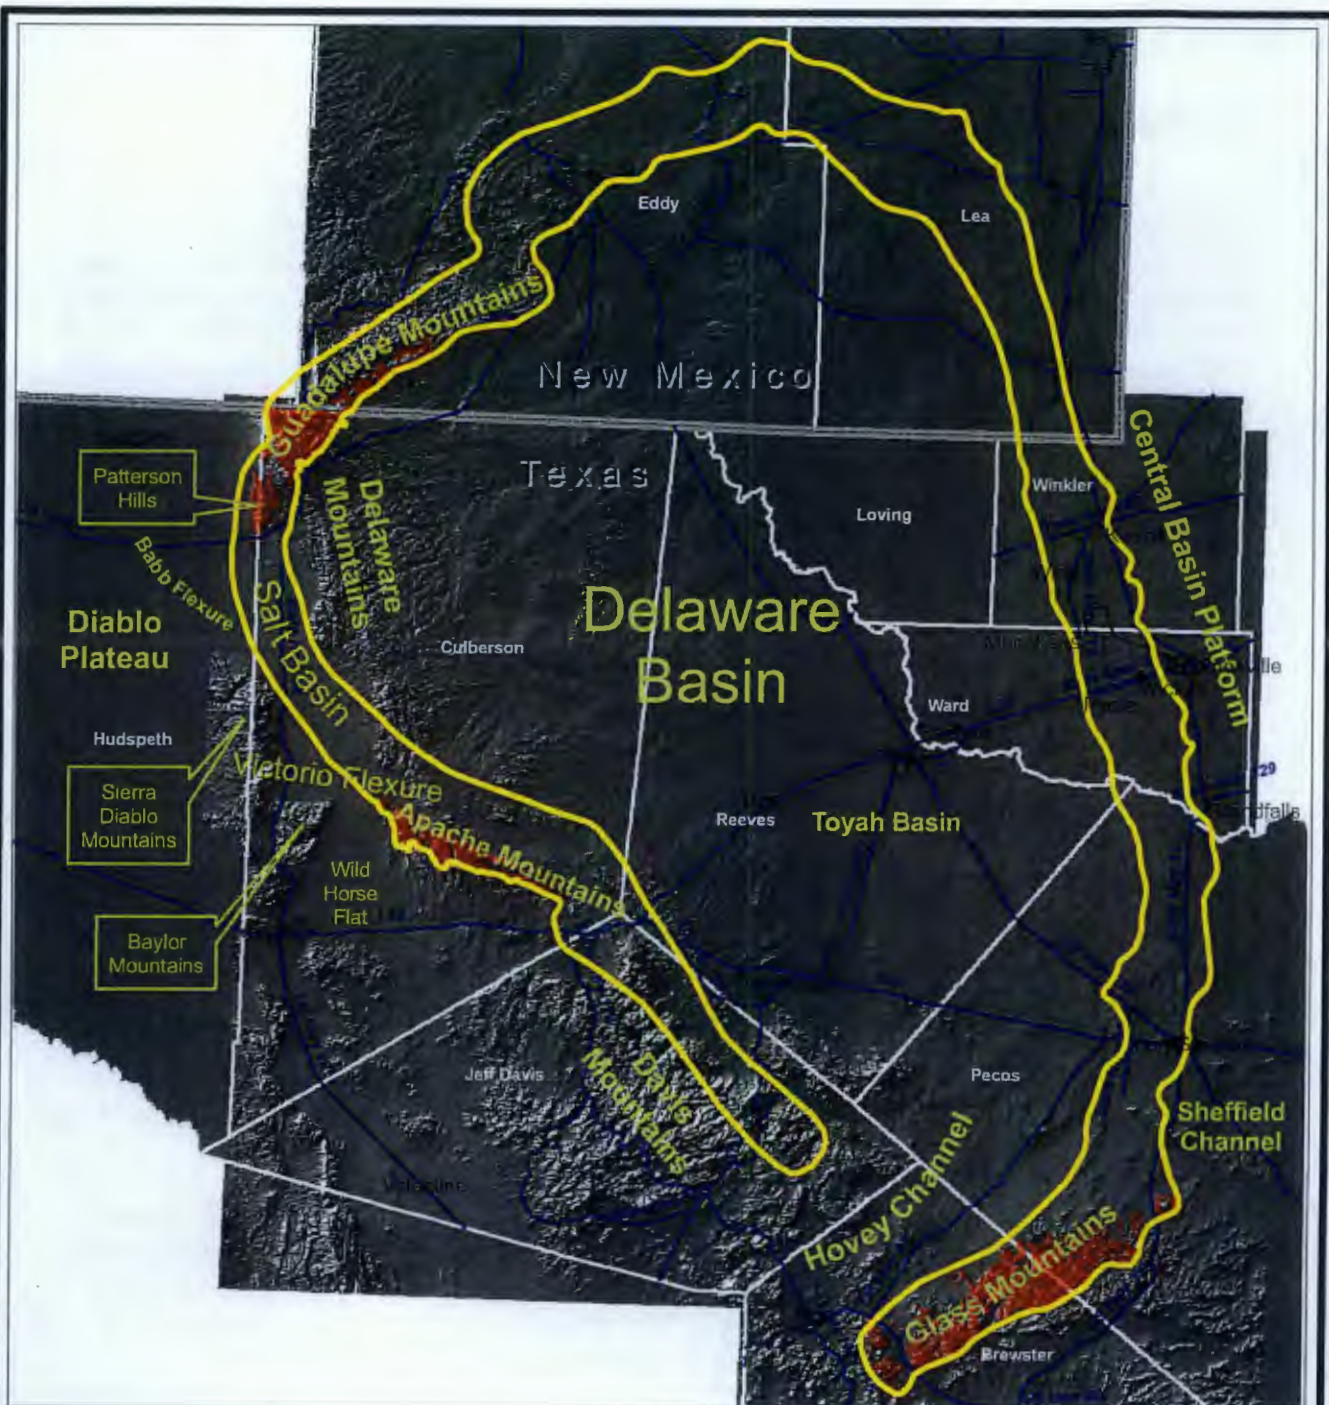 Eddy
Lea
Guadalupe Mountains
New Mexico
Texas
Patterson
Hills
Delaware
Mountains
Winkler
Loving
Central Basin Platform
Babb Flexure
Salt Basin
Diablo
Plateau
Delaware
Basin
Culberson
Ward
Hudspeth
Victorio Flexure
Sierra
Diablo
Mountains
Apache Mountains
Reeves
Toyah Basin
29
Wild
Horse
Flat
Baylor
Mountains
Jeff Davis
Davis
Mountains
Pecos
Sheffield
Channel
Valentine
Hovey Channel
Glass Mountains
Brewster